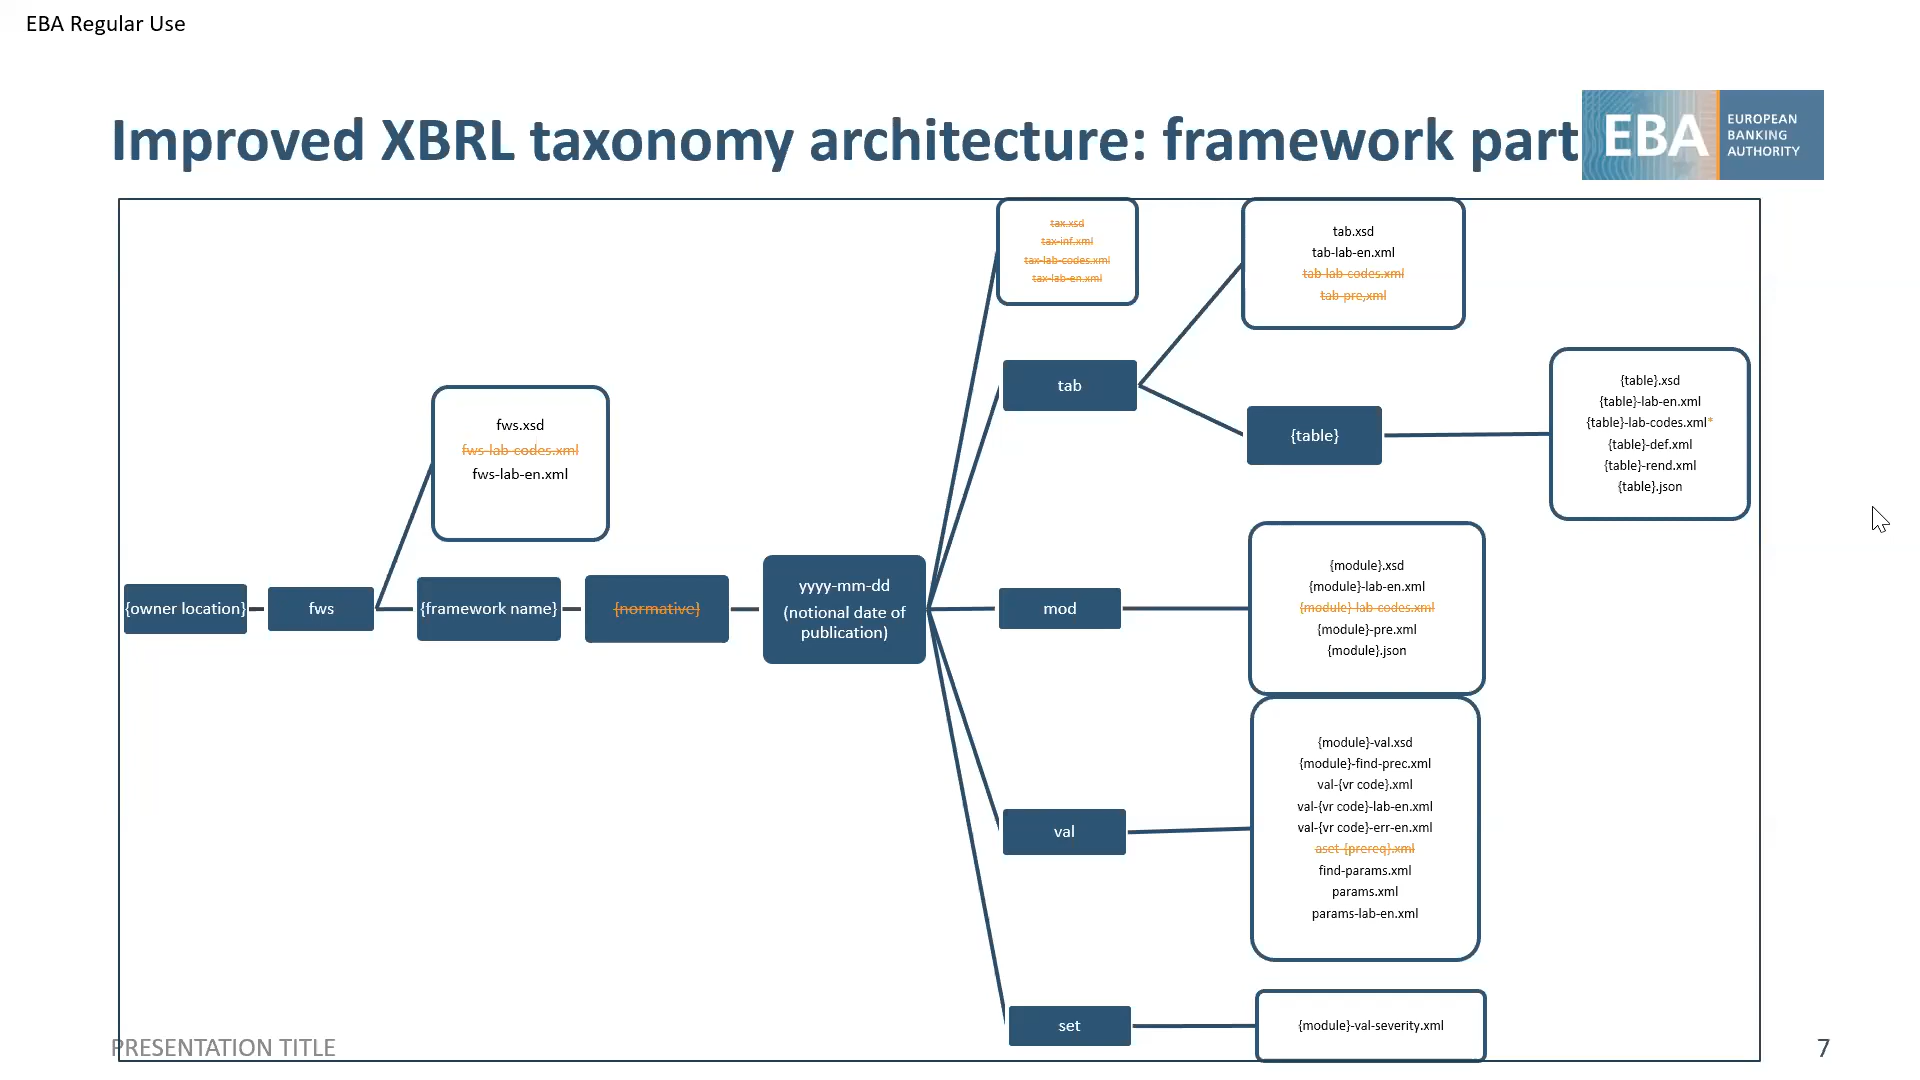 EBA Regular Use
Improved XBRL taxonomy architecture: framework part
EBA
EUROPEAN
BANKING
AUTHORITY
tax.xsd
tax-inf.xml
tax-lab-codes.xml
tax-lab-en.xml
tab.xsd
tab-lab-en.xml
tab-lab-codes.xml
tab-pre,xml
tab
{table}
{table}.xsd
{table}-lab-en.xml
{table}-lab-codes.xml*
{table}-def.xml
{table}-rend.xml
{table}.json
fws.xsd
fws-lab-codes.xml
fws-lab-en.xml
{owner location}
fws
{framework name}
{normative}
yyyy-mm-dd
(notional date of
publication)
mod
{module}.xsd
{module}-lab-en.xml
{module}-lab-codes.xml
{module}-pre.xml
{module}.json
val
{module}-val.xsd
{module}-find-prec.xml
val-{vr code}.xml
val-{vr code}-lab-en.xml
val-{vr code}-err-en.xml
aset-{prereq}.xml
find-params.xml
params.xml
params-lab-en.xml
set
{module}-val-severity.xml
PRESENTATION TITLE
7